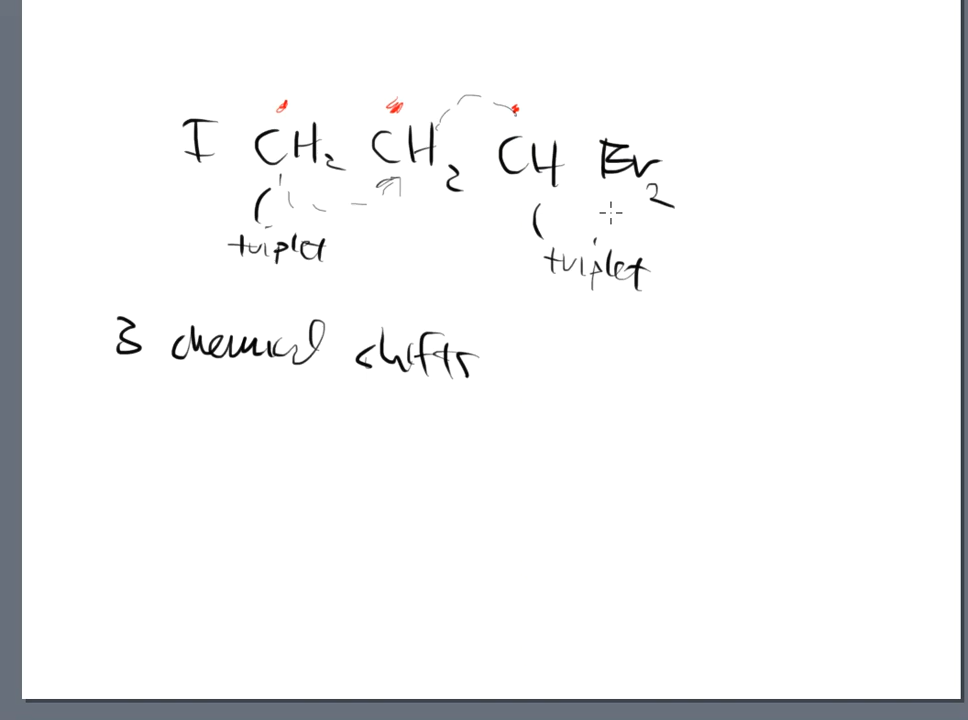 I CH₂ CH₂ CH Br₂
triplet triplet
3 chemical shifts